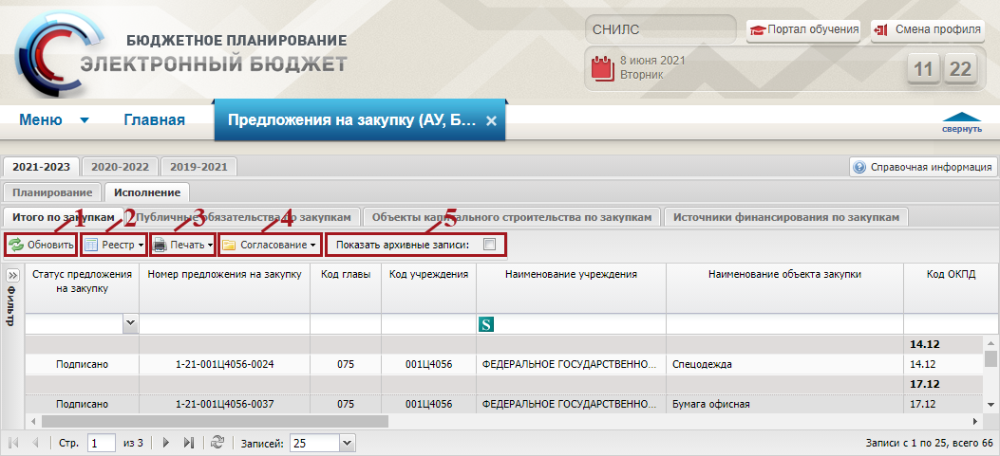 СНИЛС
Портал обучения
Смена профиля
БЮДЖЕТНОЕ ПЛАНИРОВАНИЕ
ЭЛЕКТРОННЫЙ БЮДЖЕТ
8 июня 2021
Вторник
11 22
Меню
Главная
Предложения на закупку (АУ, Б...
свернуть
2021-2023
2020-2022
2019-2021
Справочная информация
Планирование
Исполнение
Итого по закупкам
Публичные обязательства по закупкам
Объекты капитального строительства по закупкам
Источники финансирования по закупкам
1 2 3 4 5
Обновить
Реестр
Печать
Согласование
Показать архивные записи:
Фильтр
Статус предложения на закупку
Номер предложения на закупку
Код главы
Код учреждения
Наименование учреждения
Наименование объекта закупки
Код ОКПД
S
14.12
Подписано 1-21-001Ц4056-0024 075 001Ц4056 ФЕДЕРАЛЬНОЕ ГОСУДАРСТВЕННО... Спецодежда 14.12
17.12
Подписано 1-21-001Ц4056-0037 075 001Ц4056 ФЕДЕРАЛЬНОЕ ГОСУДАРСТВЕННО... Бумага офисная 17.12
Стр. 1 из 3
Записей: 25
Записи с 1 по 25, всего 66